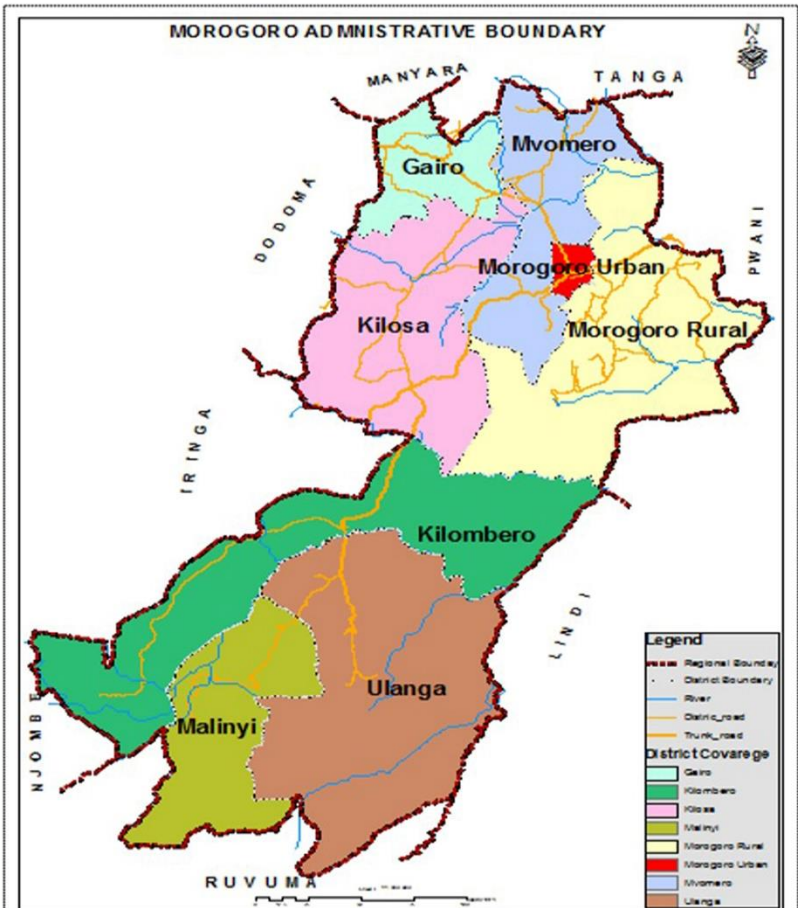 MOROGORO ADMNISTRATIVE BOUNDARY
N
MANYARA
TANGA
Mvomero
Gairo
DODOMA
PWANI
Morogoro Urban
Kilosa
Morogoro Rural
IRINGA
Kilombero
LINDI
Ulanga
Malinyi
NJOMBE
RUVUMA
Legend
Regional Boundary
District Boundary
River
Distric_road
Trunk_road
District Covarege
Gairo
Kilombero
Kilosa
Malinyi
Morogoro Rural
Morogoro Urban
Mvomero
Ulanga